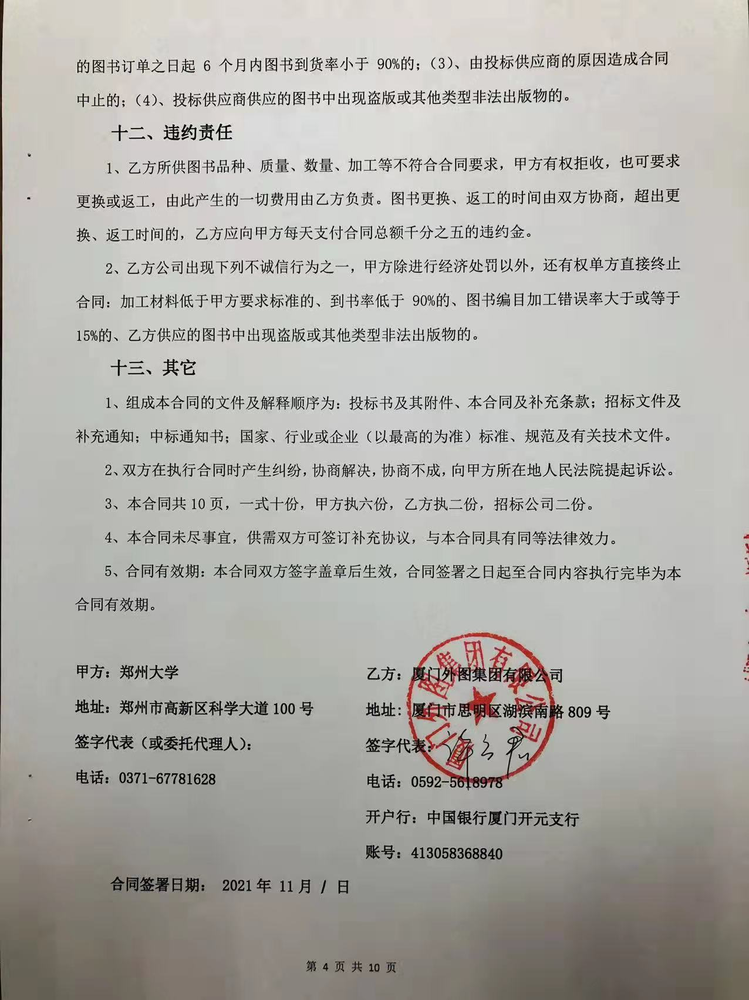 的图书订单之日起 6 个月内图书到货率小于 90%的；（3）、由投标供应商的原因造成合同
中止的；（4）、投标供应商供应的图书中出现盗版或其他类型非法出版物的。
十二、违约责任
1、乙方所供图书品种、质量、数量、加工等不符合合同要求，甲方有权拒收，也可要求
更换或返工，由此产生的一切费用由乙方负责。图书更换、返工的时间由双方协商，超出更
换、返工时间的，乙方应向甲方每天支付合同总额千分之五的违约金。
2、乙方公司出现下列不诚信行为之一，甲方除进行经济处罚以外，还有权单方直接终止
合同：加工材料低于甲方要求标准的、到书率低于 90%的、图书编目加工错误率大于或等于
15%的、乙方供应的图书中出现盗版或其他类型非法出版物的。
十三、其它
1、组成本合同的文件及解释顺序为：投标书及其附件、本合同及补充条款；招标文件及
补充通知；中标通知书；国家、行业或企业（以最高的为准）标准、规范及有关技术文件。
2、双方在执行合同时产生纠纷，协商解决，协商不成，向甲方所在地人民法院提起诉讼。
3、本合同共 10 页，一式十份，甲方执六份，乙方执二份，招标公司二份。
4、本合同未尽事宜，供需双方可签订补充协议，与本合同具有同等法律效力。
5、合同有效期：本合同双方签字盖章后生效，合同签署之日起至合同内容执行完毕为本
合同有效期。
甲方：郑州大学
地址：郑州市高新区科学大道 100 号
签字代表（或委托代理人）：
电话：0371-67781628
乙方：厦门外图集团有限公司
地址：厦门市思明区湖滨南路 809 号
签字代表：
电话：0592-5618978
开户行：中国银行厦门开元支行
账号：413058368840
厦门外图集团有限公司
合同签署日期： 2021 年 11 月 / 日
第 4 页 共 10 页